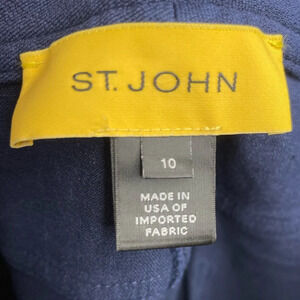 ST. JOHN
10
MADE IN
USA OF
IMPORTED
FABRIC